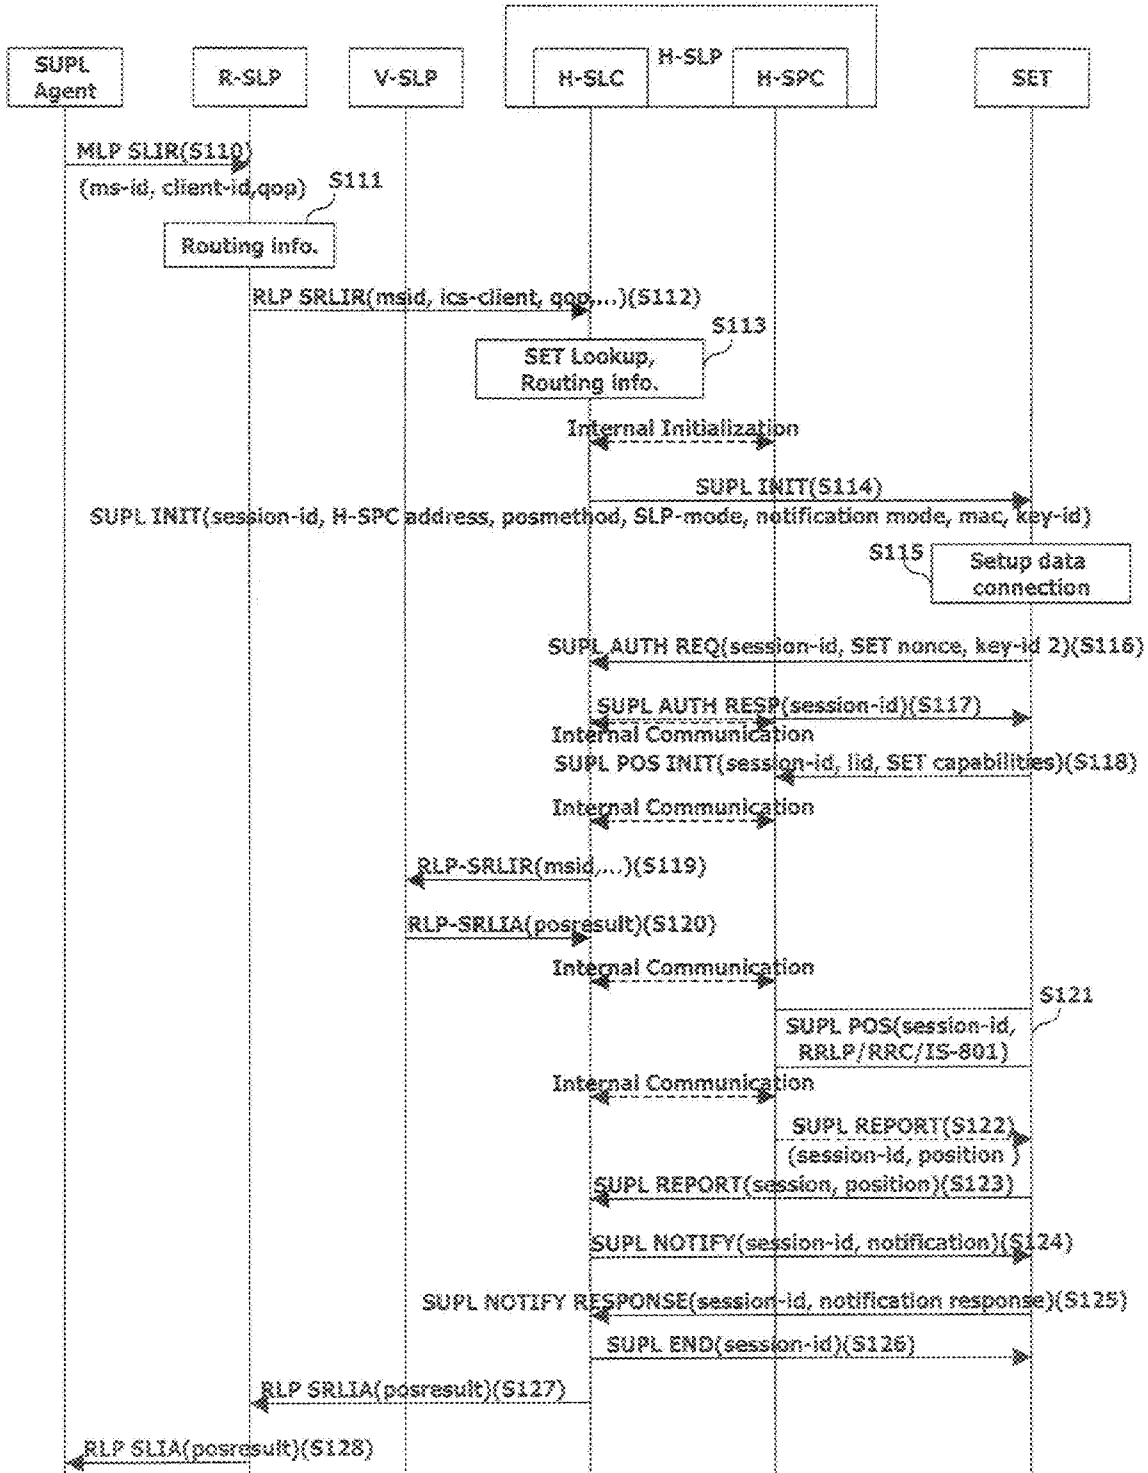 H-SLP
SUPL
Agent
R-SLP
V-SLP
H-SLC
H-SPC
SET
MLP SLIR(S110)
(ms-id, client-id,qop)
S111
Routing info.
RLP SRLIR(msid, ics-client, qop,...)(S112)
S113
SET Lookup,
Routing info.
Internal Initialization
SUPL INIT(S114)
SUPL INIT(session-id, H-SPC address, posmethod, SLP-mode, notification mode, mac, key-id)
S115
Setup data
connection
SUPL AUTH REQ(session-id, SET nonce, key-id 2)(S116)
SUPL AUTH RESP(session-id)(S117)
Internal Communication
SUPL POS INIT(session-id, lid, SET capabilities)(S118)
Internal Communication
RLP-SRLIR(msid,...)(S119)
RLP-SRLIA(posresult)(S120)
Internal Communication
S121
SUPL POS(session-id,
RRLP/RRC/IS-801)
Internal Communication
SUPL REPORT(S122)
(session-id, position )
SUPL REPORT(session, position)(S123)
SUPL NOTIFY(session-id, notification)(S124)
SUPL NOTIFY RESPONSE(session-id, notification response)(S125)
SUPL END(session-id)(S126)
RLP SRLIA(posresult)(S127)
RLP SLIA(posresult)(S128)